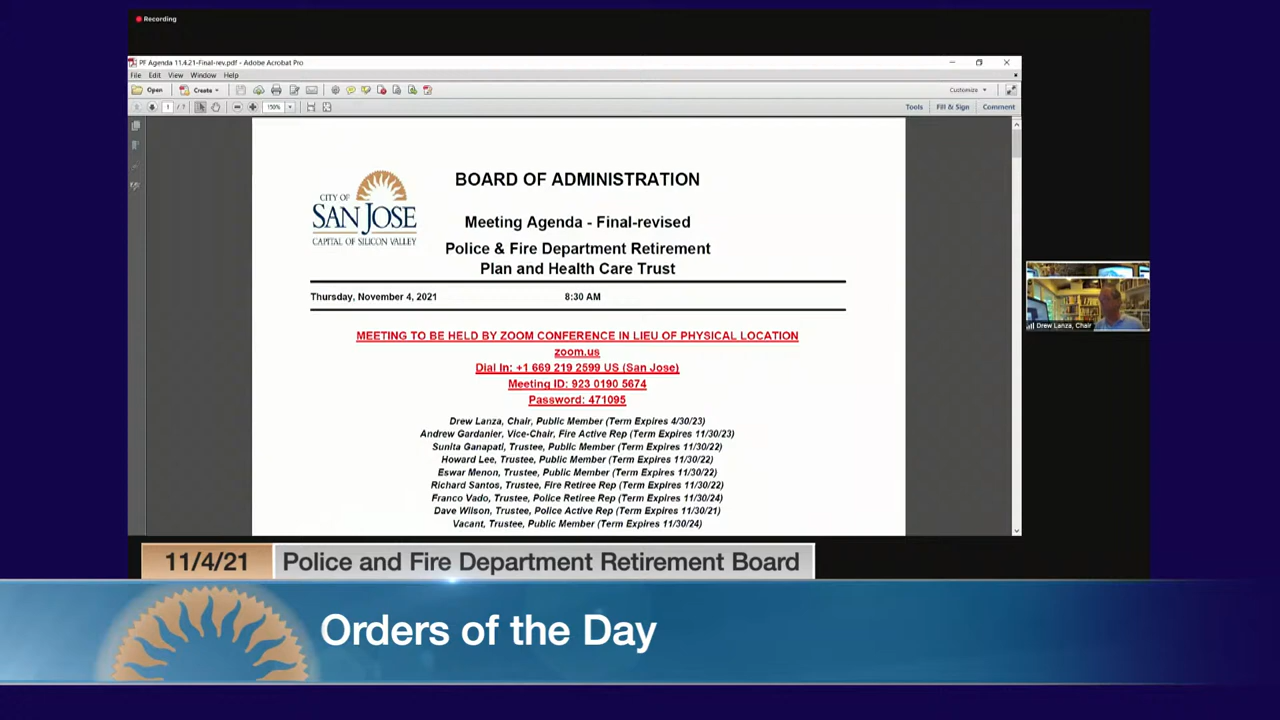 Recording
PF Agenda 11.4.21-Final-rev.pdf - Adobe Acrobat Pro
File Edit View Window Help
Open Create Customize
1 / 7 150% Tools Fill & Sign Comment
CITY OF
SAN JOSE
CAPITAL OF SILICON VALLEY
BOARD OF ADMINISTRATION
Meeting Agenda - Final-revised
Police & Fire Department Retirement
Plan and Health Care Trust
Thursday, November 4, 2021 8:30 AM
MEETING TO BE HELD BY ZOOM CONFERENCE IN LIEU OF PHYSICAL LOCATION
zoom.us
Dial In: +1 669 219 2599 US (San Jose)
Meeting ID: 923 0190 5674
Password: 471095
Drew Lanza, Chair, Public Member (Term Expires 4/30/23)
Andrew Gardanier, Vice-Chair, Fire Active Rep (Term Expires 11/30/23)
Sunita Ganapati, Trustee, Public Member (Term Expires 11/30/22)
Howard Lee, Trustee, Public Member (Term Expires 11/30/22)
Eswar Menon, Trustee, Public Member (Term Expires 11/30/22)
Richard Santos, Trustee, Fire Retiree Rep (Term Expires 11/30/22)
Franco Vado, Trustee, Police Retiree Rep (Term Expires 11/30/24)
Dave Wilson, Trustee, Police Active Rep (Term Expires 11/30/21)
Vacant, Trustee, Public Member (Term Expires 11/30/24)
Drew Lanza, Chair
11/4/21 Police and Fire Department Retirement Board
Orders of the Day